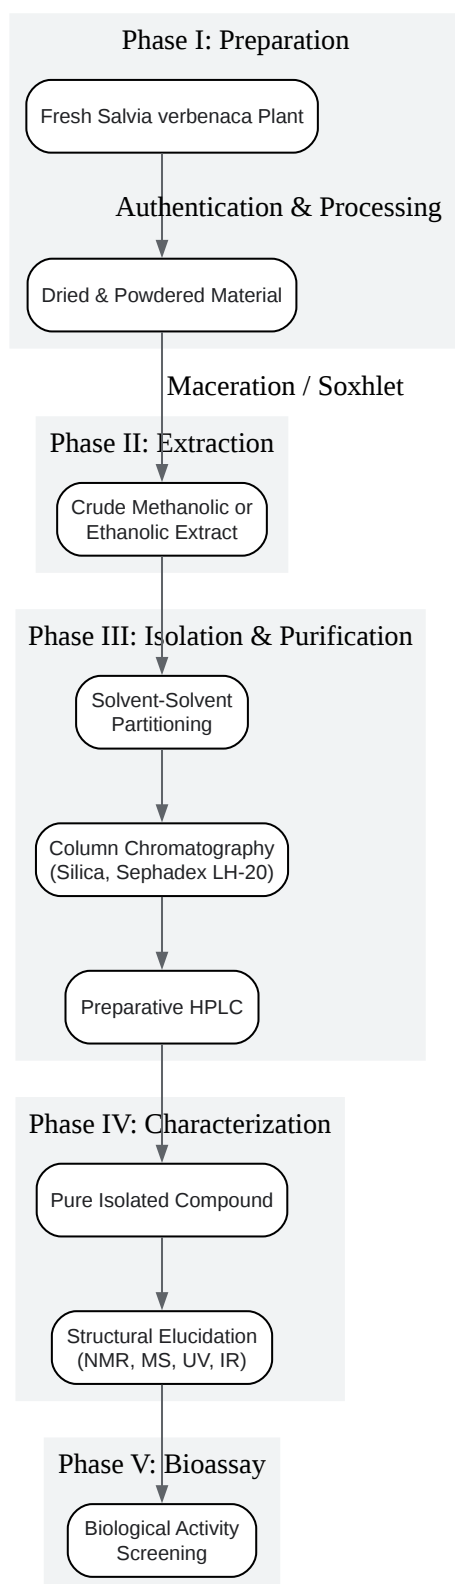 Phase I: Preparation
Fresh Salvia verbenaca Plant
Authentication & Processing
Dried & Powdered Material
Maceration / Soxhlet
Phase II: Extraction
Crude Methanolic or
Ethanolic Extract
Phase III: Isolation & Purification
Solvent-Solvent
Partitioning
Column Chromatography
(Silica, Sephadex LH-20)
Preparative HPLC
Phase IV: Characterization
Pure Isolated Compound
Structural Elucidation
(NMR, MS, UV, IR)
Phase V: Bioassay
Biological Activity
Screening